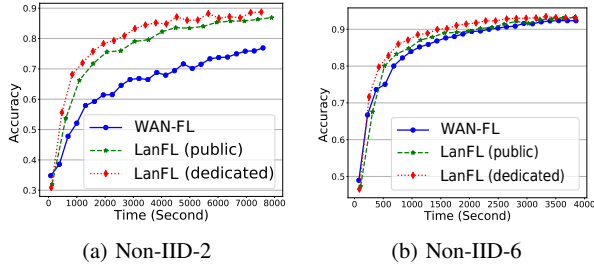 0.9
0.8
0.7
0.6
0.5
0.4
0.3
Accuracy
WAN-FL
LanFL (public)
LanFL (dedicated)
0 1000 2000 3000 4000 5000 6000 7000 8000
Time (Second)
(a) Non-IID-2
0.9
0.8
0.7
0.6
0.5
Accuracy
WAN-FL
LanFL (public)
LanFL (dedicated)
0 500 1000 1500 2000 2500 3000 3500 4000
Time (Second)
(b) Non-IID-6